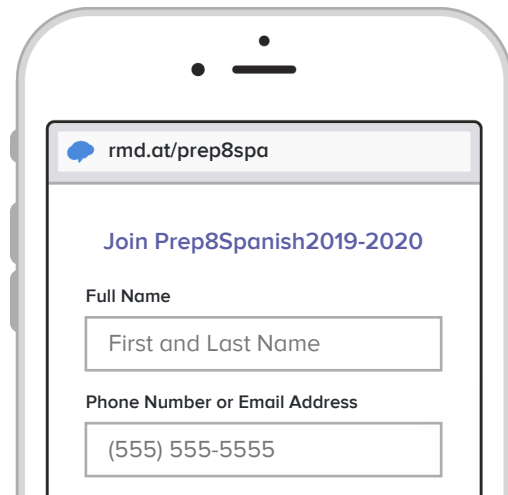 rmd.at/prep8spa
Join Prep8Spanish2019-2020
Full Name
First and Last Name
Phone Number or Email Address
(555) 555-5555